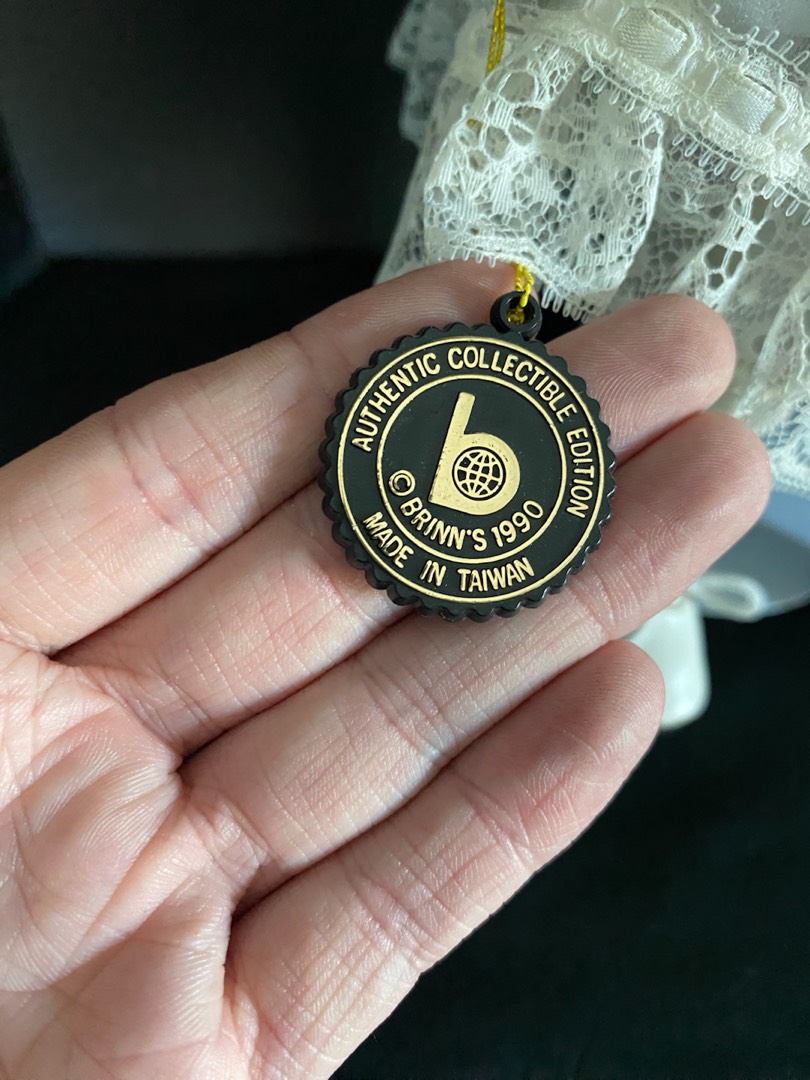 AUTHENTIC COLLECTIBLE EDITION
b
© BRINN'S 1990
MADE IN TAIWAN